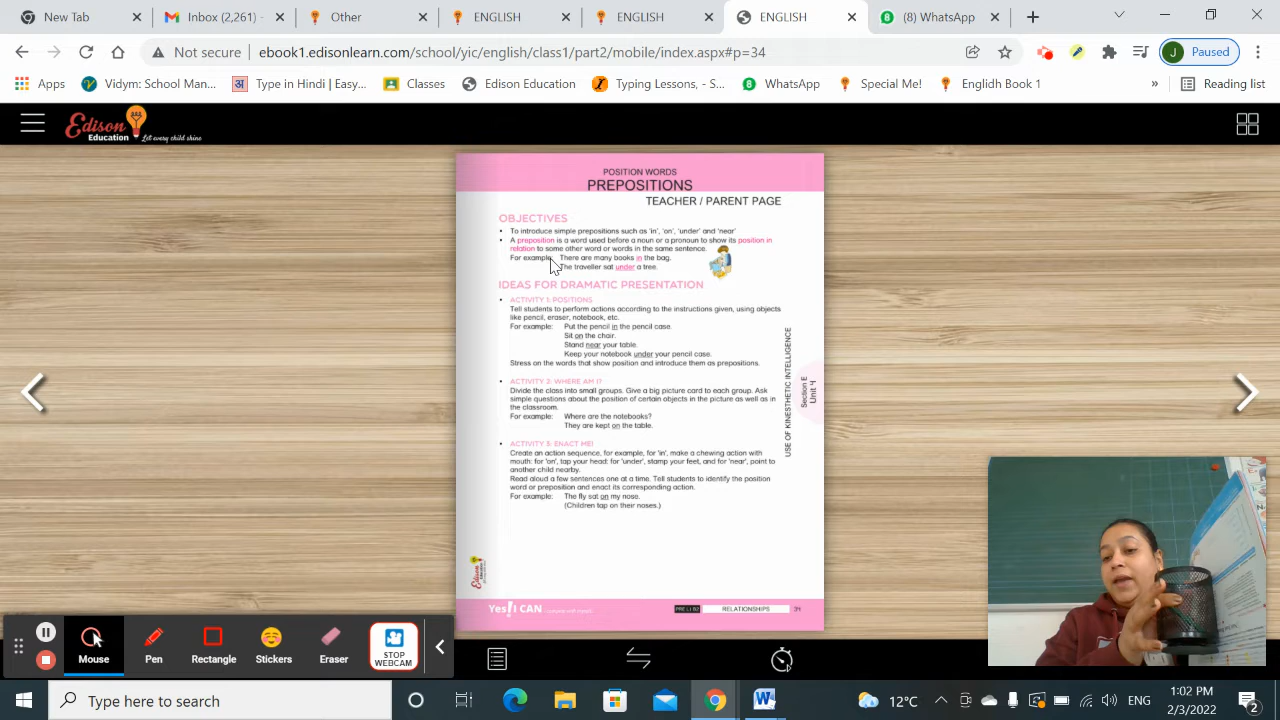 New Tab
Inbox
Other
ENGLISH
ENGLISH
ENGLISH
(8) WhatsApp
Not secure
ebook1.edisonlearn.com/school/vic/english/class1/part2/mobile/index.html#p=34
J
Paused
Apps
Vidym: School Man...
Type in Hindi | Easy...
Classes
Edison Education
Typing Lessons, - S...
WhatsApp
Special Me!
English Book 1
»
Reading list
Edison
Education
Let every child shine
POSITION WORDS
PREPOSITIONS
TEACHER / PARENT PAGE
OBJECTIVES
• To introduce simple prepositions such as 'in', 'on', 'under' and 'near'
• A preposition is a word used before a noun or a pronoun to show its position in
relation to some other word or words in the same sentence.
For example: There are many books in the bag.
The traveller sat under a tree.
IDEAS FOR DRAMATIC PRESENTATION
• ACTIVITY 1: POSITIONS
Tell students to perform actions according to the instructions given, using objects
like pencil, eraser, notebook, etc.
For example: Put the pencil in the pencil case.
Sit on the chair.
Stand near your table.
Keep your notebook under your pencil case.
Stress on the words that show position and introduce them as prepositions.
• ACTIVITY 2: WHERE AM I?
Divide the class into small groups. Give a big picture card to each group. Ask
simple questions about the position of certain objects in the picture as well as in
the classroom.
For example: Where are the notebooks?
They are kept on the table.
• ACTIVITY 3: ENACT ME!
Create an action sequence, for example, for 'in', make a chewing action with
mouth: for 'on', tap your head: for 'under', stamp your feet, and for 'near', point to
another child nearby.
Read aloud a few sentences one at a time. Tell students to identify the position
word or preposition and enact its corresponding action.
For example: The fly sat on my nose.
(Children tap on their noses.)
USE OF KINESTHETIC INTELLIGENCE
Section E
Unit 4
Yes! I CAN
RELATIONSHIPS
Mouse
Pen
Rectangle
Stickers
Eraser
STOP
WEBCAM
Type here to search
12°C
ENG
1:02 PM
2/3/2022
2